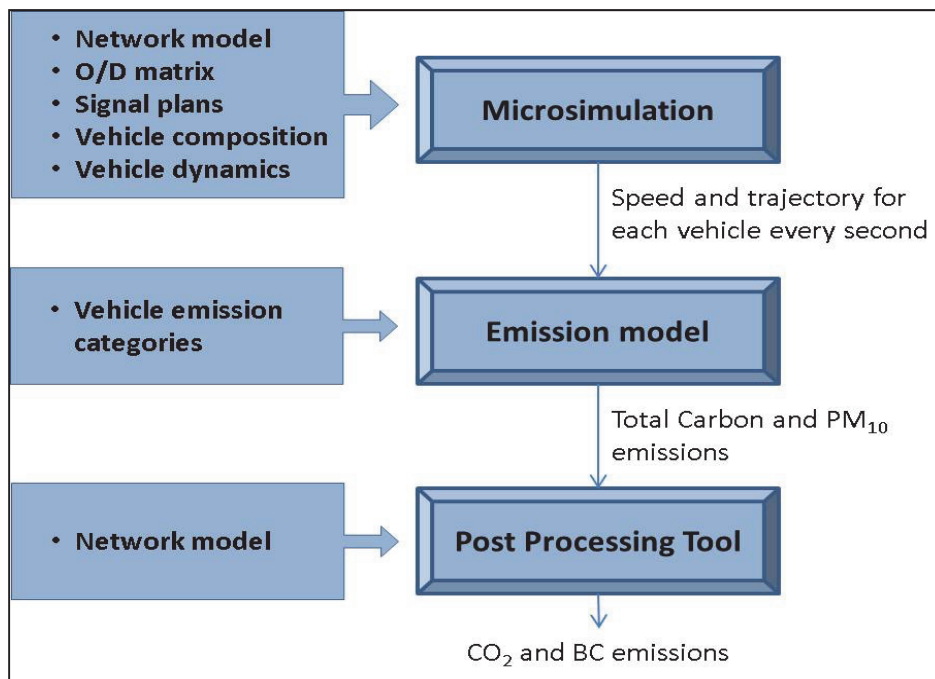 • Network model
• O/D matrix
• Signal plans
• Vehicle composition
• Vehicle dynamics
Microsimulation
Speed and trajectory for
each vehicle every second
• Vehicle emission
categories
Emission model
Total Carbon and PM₁₀
emissions
• Network model
Post Processing Tool
CO₂ and BC emissions